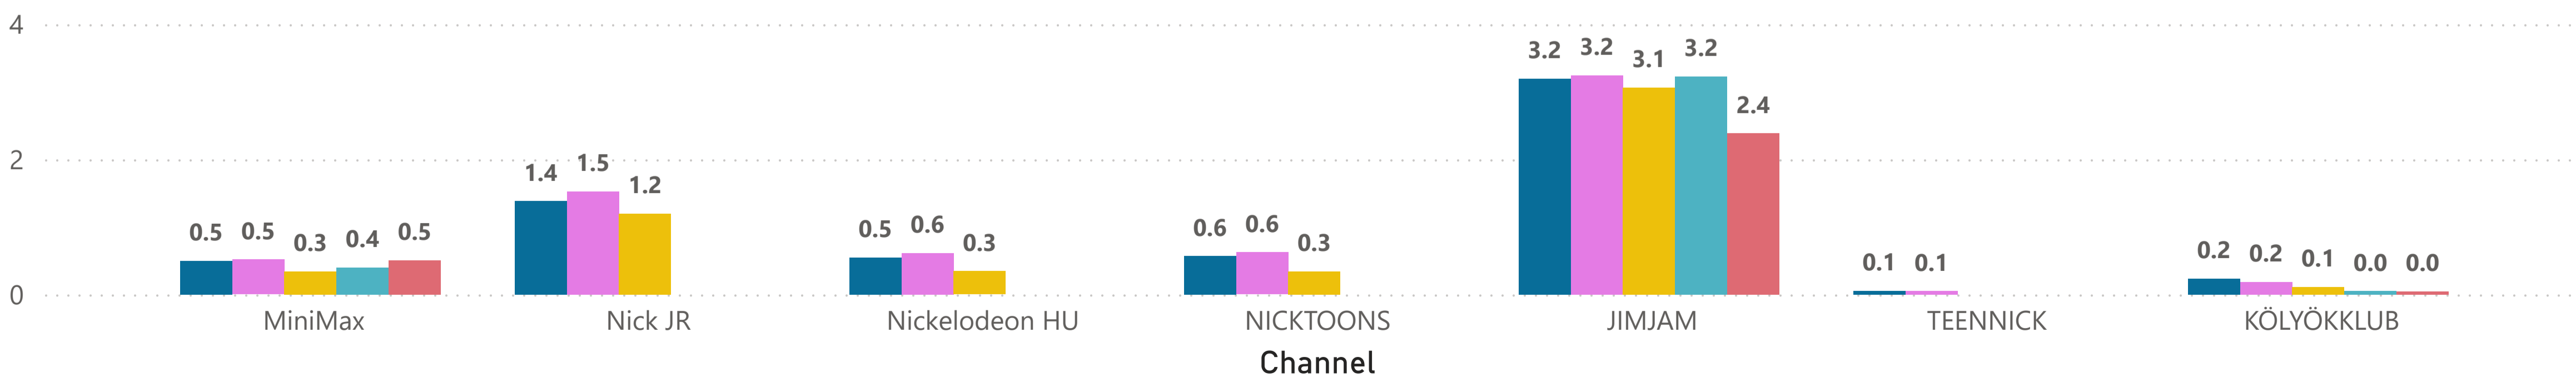 4
3.2 3.2 3.1 3.2
2.4
2
1.4 1.5 1.2
0.5 0.5 0.3 0.4 0.5
0.5 0.6 0.3
0.6 0.6 0.3
0.1 0.1
0.2 0.2 0.1 0.0 0.0
0
MiniMax Nick JR Nickelodeon HU NICKTOONS JIMJAM TEENNICK KÖLYÖKKLUB
Channel